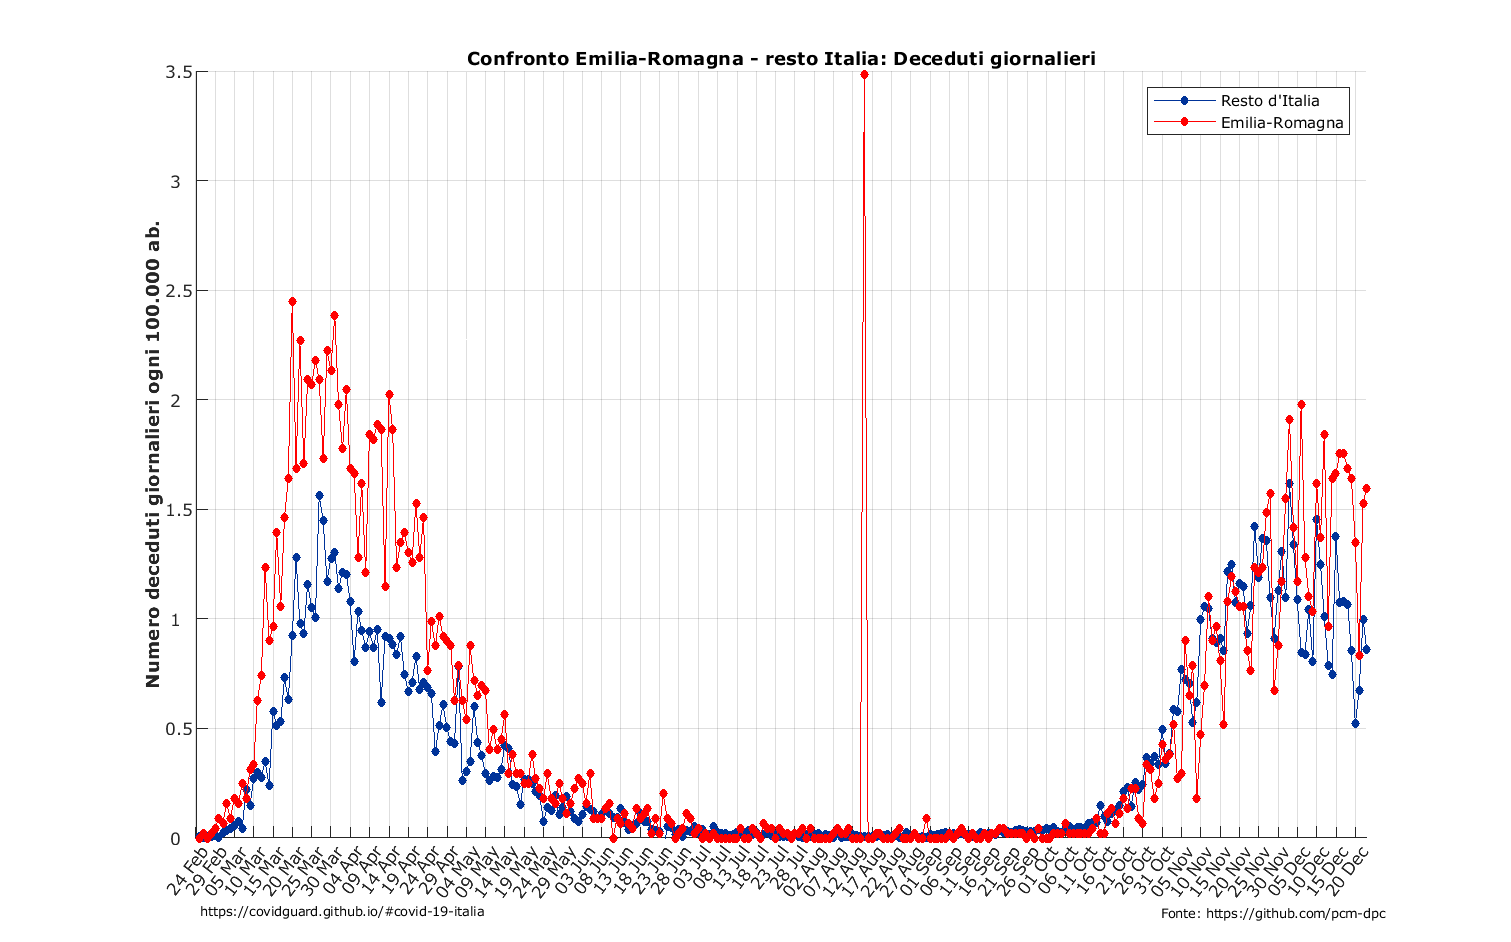 Confronto Emilia-Romagna - resto Italia: Deceduti giornalieri
Numero deceduti giornalieri ogni 100.000 ab.
3.5
3
2.5
2
1.5
1
0.5
0
Resto d'Italia
Emilia-Romagna
24 Feb
29 Feb
05 Mar
10 Mar
15 Mar
20 Mar
25 Mar
30 Mar
04 Apr
09 Apr
14 Apr
19 Apr
24 Apr
29 Apr
04 May
09 May
14 May
19 May
24 May
29 May
03 Jun
08 Jun
13 Jun
18 Jun
23 Jun
28 Jun
03 Jul
08 Jul
13 Jul
18 Jul
23 Jul
28 Jul
02 Aug
07 Aug
12 Aug
17 Aug
22 Aug
27 Aug
01 Sep
06 Sep
11 Sep
16 Sep
21 Sep
26 Sep
01 Oct
06 Oct
11 Oct
16 Oct
21 Oct
26 Oct
31 Oct
05 Nov
10 Nov
15 Nov
20 Nov
25 Nov
30 Nov
05 Dec
10 Dec
15 Dec
20 Dec
https://covidguard.github.io/#covid-19-italia
Fonte: https://github.com/pcm-dpc